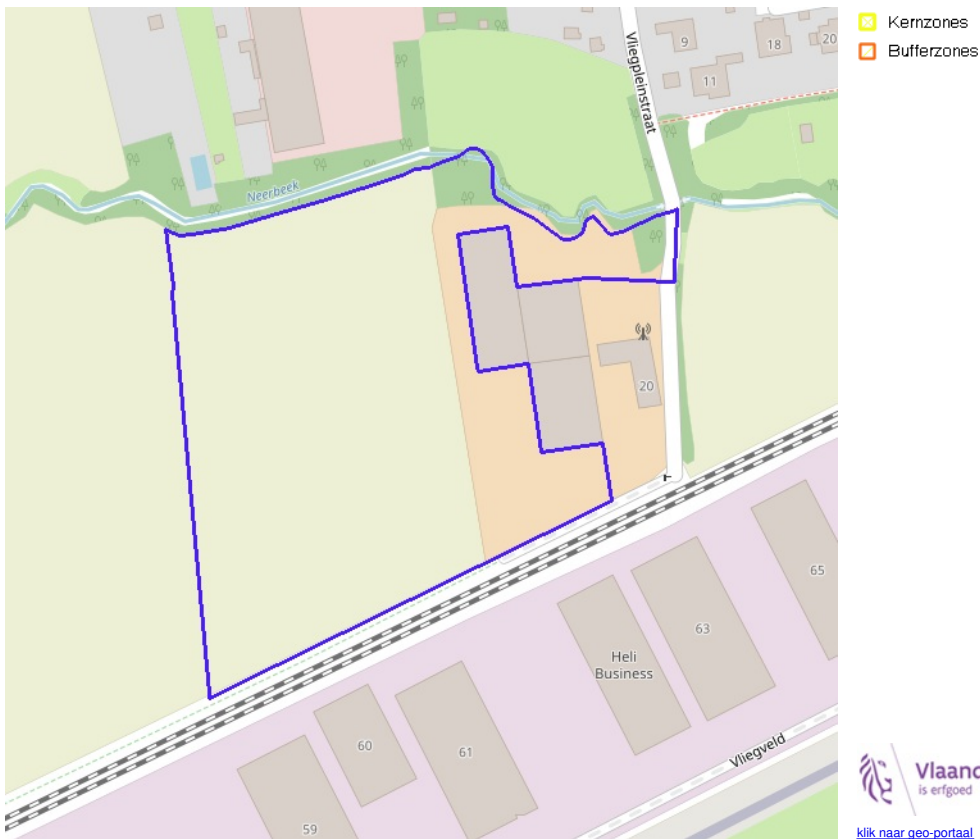 Kernzones
Bufferzones
Vliegpleinstraat
9
18
20
11
Neerbeek
20
65
63
Heli
Business
60
61
59
Vliegveld
Vlaand
is erfgoed
klik naar geo-portaal